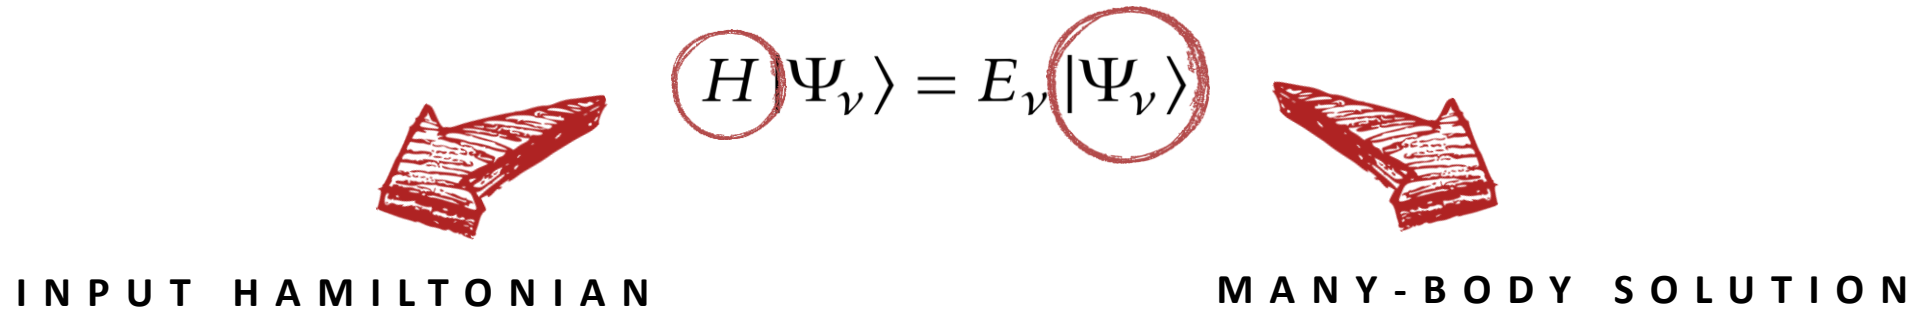 H|Ψ_ν⟩ = E_ν|Ψ_ν⟩
INPUT HAMILTONIAN
MANY-BODY SOLUTION